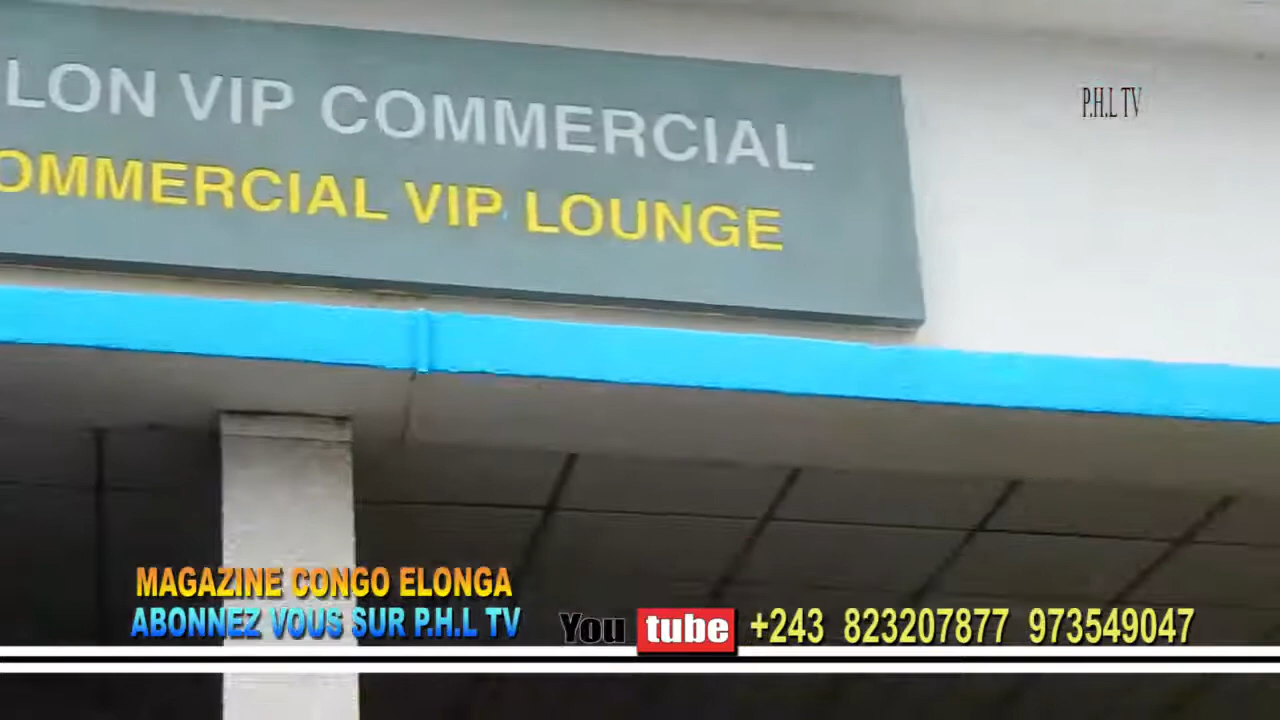 LON VIP COMMERCIAL
OMMERCIAL VIP LOUNGE
P.H.L TV
MAGAZINE CONGO ELONGA
ABONNEZ VOUS SUR P.H.L TV
You tube +243 823207877 973549047